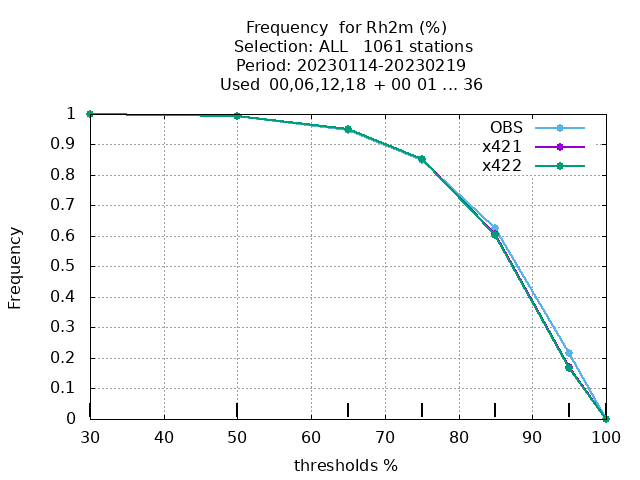 Frequency  for Rh2m (%)
Selection: ALL   1061 stations
Period: 20230114-20230219
Used  00,06,12,18  + 00 01 ... 36
OBS
x421
x422
1
0.9
0.8
0.7
0.6
0.5
0.4
0.3
0.2
0.1
0
Frequency
30 40 50 60 70 80 90 100
thresholds %